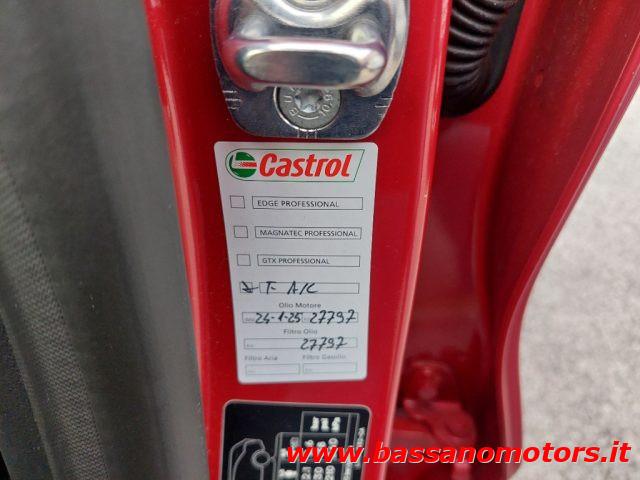 Castrol
EDGE PROFESSIONAL
MAGNATEC PROFESSIONAL
GTX PROFESSIONAL
F. A/C
Olio Motore
24-1-25 27797
Filtro Olio
27797
Filtro Aria Filtro Gasolio
www.bassanomotors.it